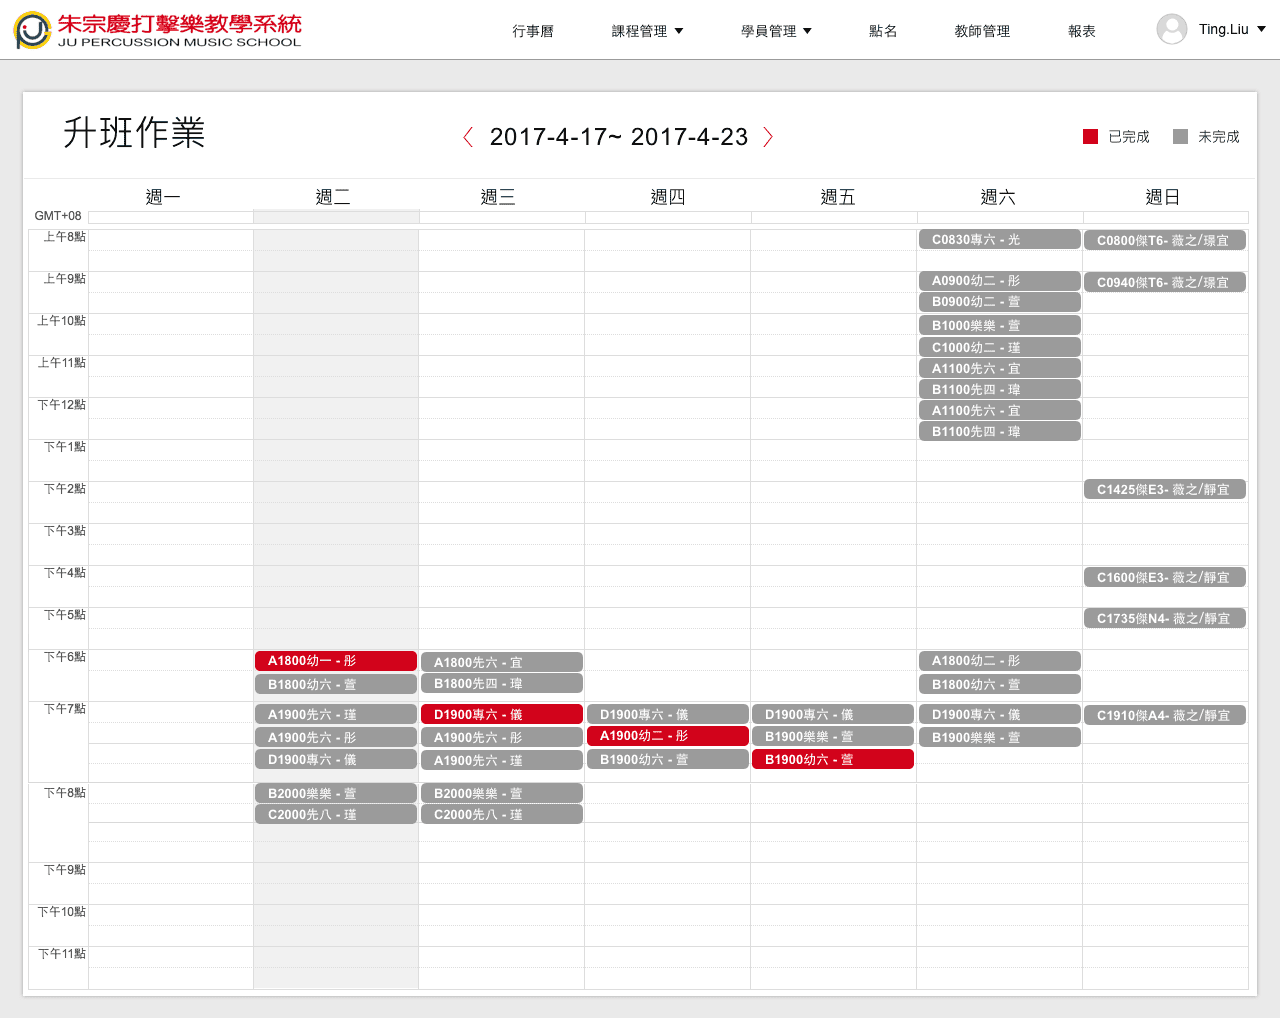 朱宗慶打擊樂教學系統
JU PERCUSSION MUSIC SCHOOL
行事曆 課程管理 學員管理 點名 教師管理 報表 Ting.Liu
升班作業
2017-4-17~ 2017-4-23
已完成 未完成
週一 週二 週三 週四 週五 週六 週日
GMT+08
上午8點 C0830專六 - 光 C0800傑T6- 薇之/璟宜
上午9點 A0900幼二 - 彤 C0940傑T6- 薇之/璟宜
B0900幼二 - 萱
上午10點 B1000樂樂 - 萱
C1000幼二 - 瑾
上午11點 A1100先六 - 宜
B1100先四 - 瑋
下午12點 A1100先六 - 宜
B1100先四 - 瑋
下午1點
下午2點 C1425傑E3- 薇之/靜宜
下午3點
下午4點 C1600傑E3- 薇之/靜宜
下午5點 C1735傑N4- 薇之/靜宜
下午6點 A1800幼一 - 彤 A1800先六 - 宜 A1800幼二 - 彤
B1800幼六 - 萱 B1800先四 - 瑋 B1800幼六 - 萱
下午7點 A1900先六 - 瑾 D1900專六 - 儀 D1900專六 - 儀 D1900專六 - 儀 D1900專六 - 儀 C1910傑A4- 薇之/靜宜
A1900先六 - 彤 A1900先六 - 彤 A1900幼二 - 彤 B1900樂樂 - 萱 B1900樂樂 - 萱
D1900專六 - 儀 A1900先六 - 瑾 B1900幼六 - 萱 B1900幼六 - 萱
下午8點 B2000樂樂 - 萱 B2000樂樂 - 萱
C2000先八 - 瑾 C2000先八 - 瑾
下午9點
下午10點
下午11點